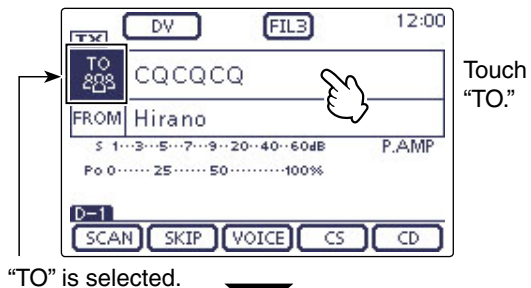 DV FIL3 12:00
TX
TO CQCQCQ
Touch
“TO.”
FROM Hirano
S 1···3···5···7···9··20··40··60dB P.AMP
Po 0······25······50··········100%
D-1
SCAN SKIP VOICE CS CD
“TO” is selected.